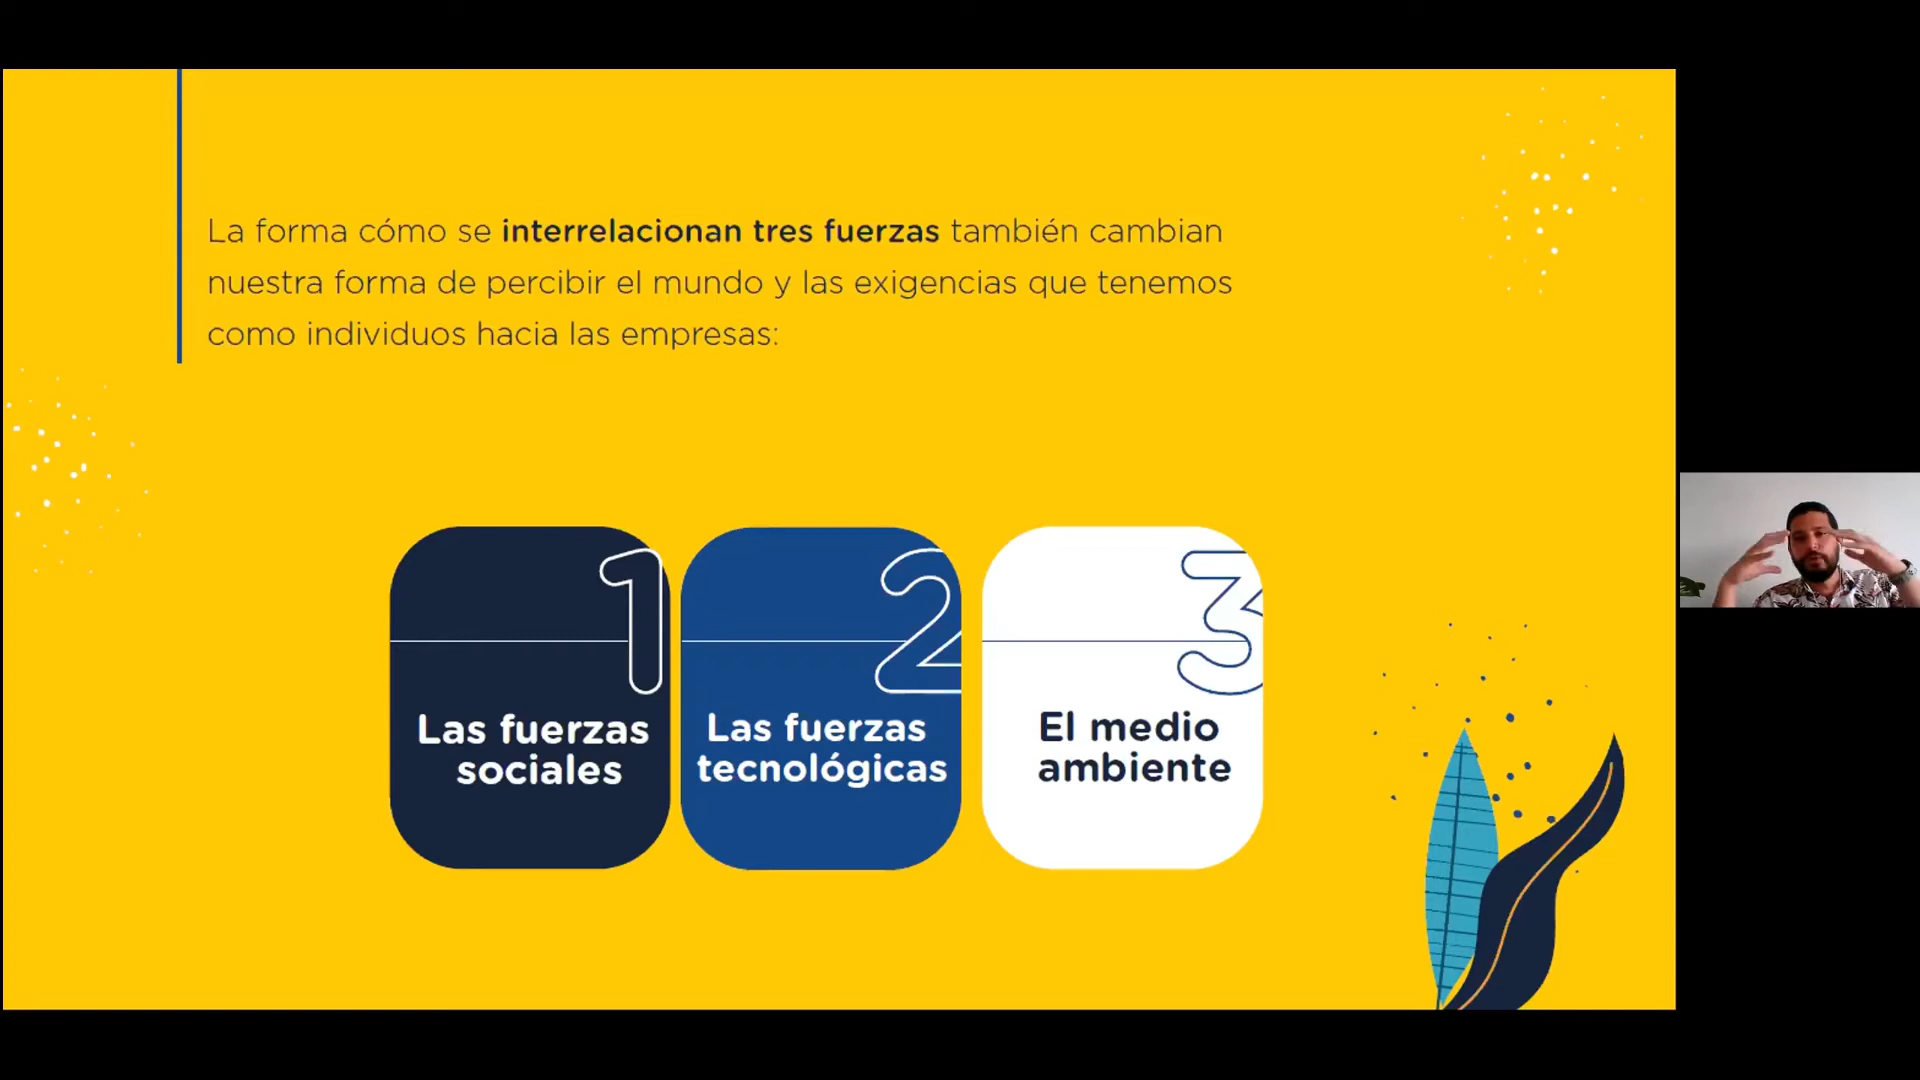 La forma cómo se interrelacionan tres fuerzas también cambian
nuestra forma de percibir el mundo y las exigencias que tenemos
como individuos hacia las empresas:
1
Las fuerzas
sociales
2
Las fuerzas
tecnológicas
3
El medio
ambiente